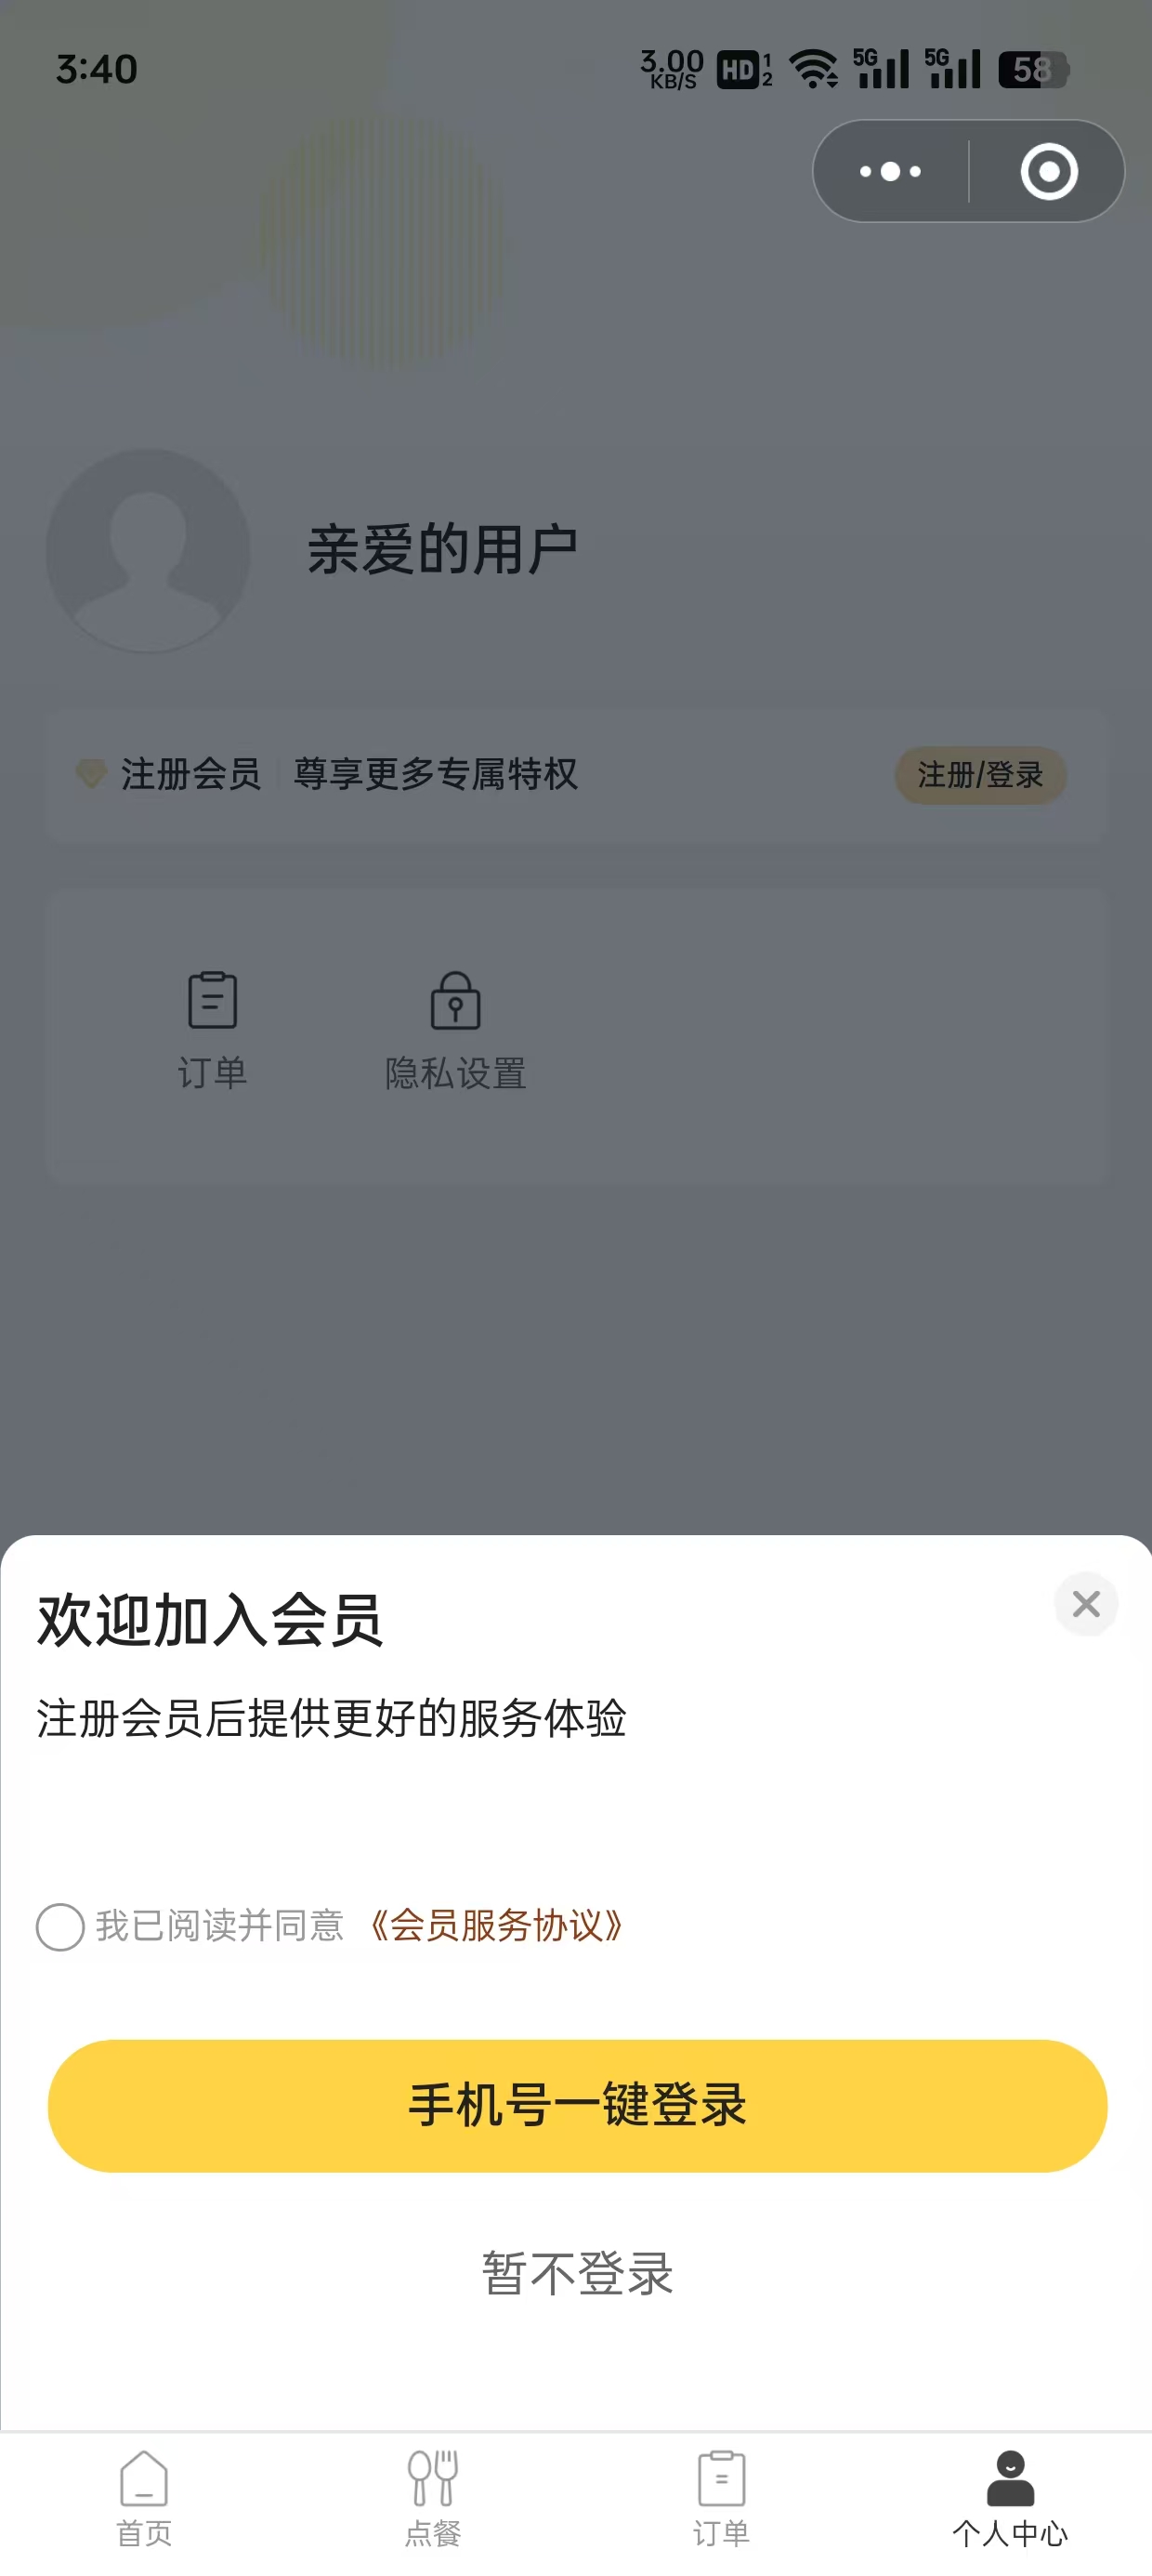 3:40
3.00 KB/S HD 1 2 5G 5G 58
亲爱的用户
注册会员 尊享更多专属特权 注册/登录
订单 隐私设置
欢迎加入会员
注册会员后提供更好的服务体验
我已阅读并同意 《会员服务协议》
手机号一键登录
暂不登录
首页 点餐 订单 个人中心